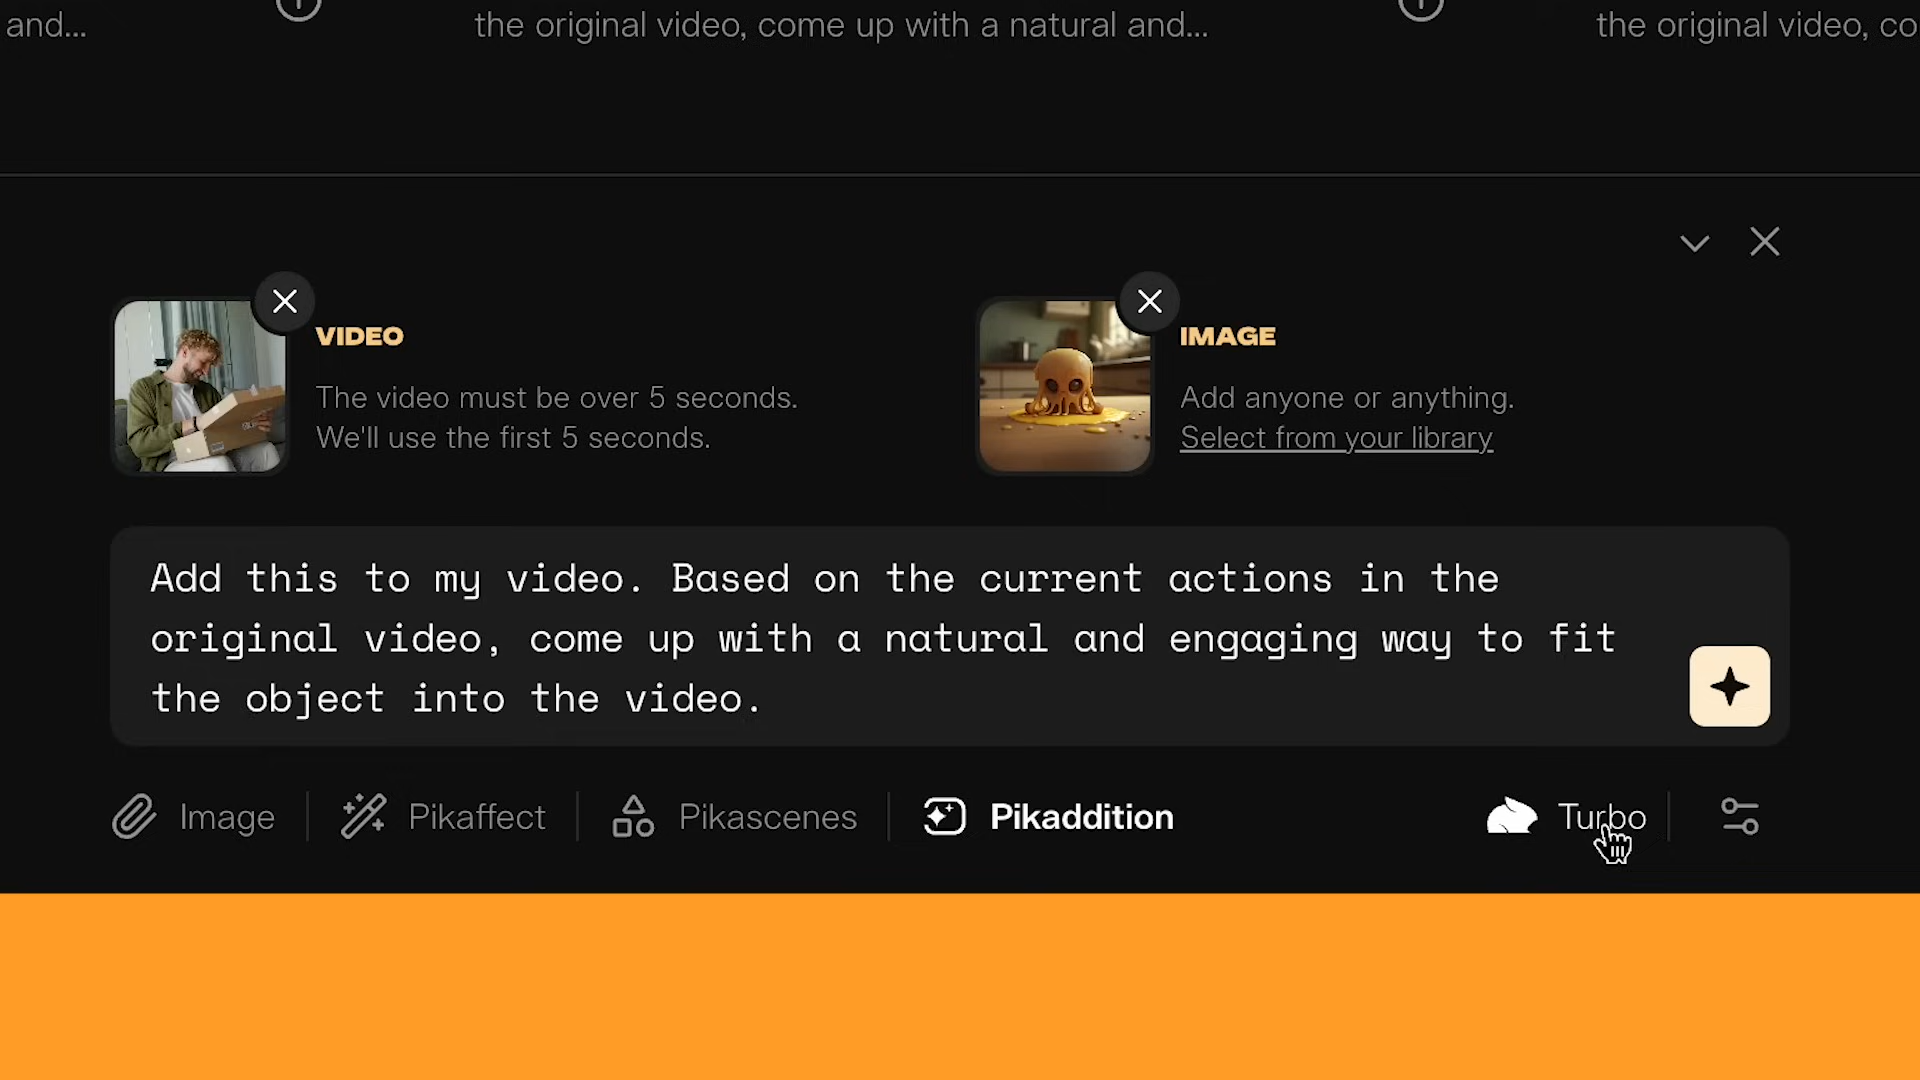 and...
the original video, come up with a natural and...
the original video, co
VIDEO
The video must be over 5 seconds.
We'll use the first 5 seconds.
IMAGE
Add anyone or anything.
Select from your library
Add this to my video. Based on the current actions in the
original video, come up with a natural and engaging way to fit
the object into the video.
Image
Pikaffect
Pikascenes
Pikaddition
Turbo